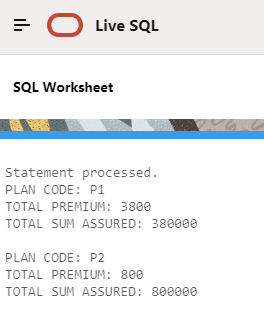 Live SQL
SQL Worksheet
Statement processed.
PLAN CODE: P1
TOTAL PREMIUM: 3800
TOTAL SUM ASSURED: 380000
PLAN CODE: P2
TOTAL PREMIUM: 800
TOTAL SUM ASSURED: 800000